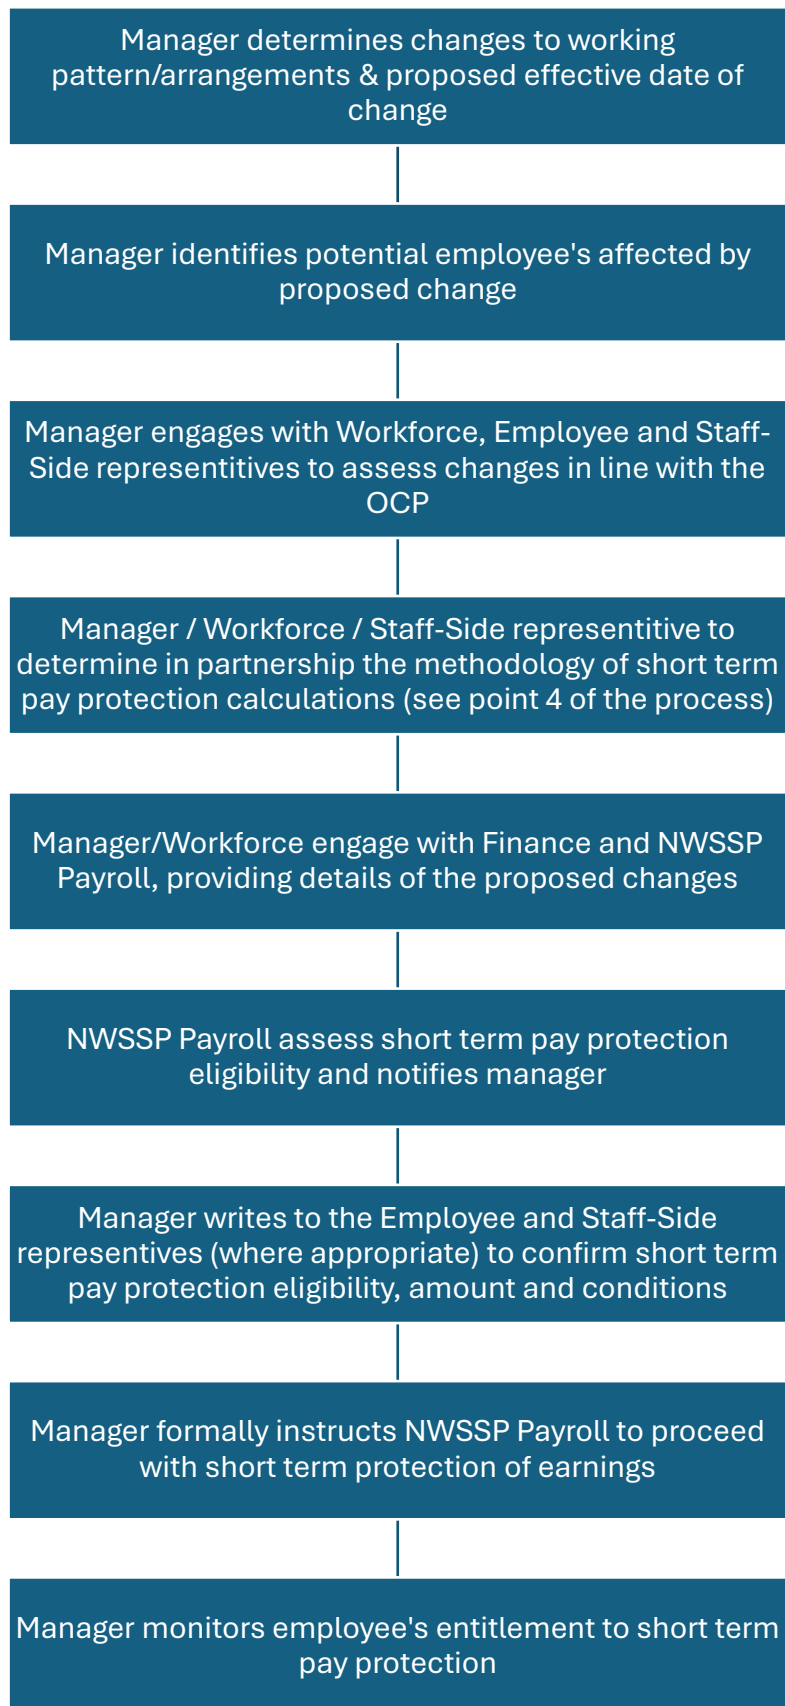 Manager determines changes to working
pattern/arrangements & proposed effective date of
change
Manager identifies potential employee's affected by
proposed change
Manager engages with Workforce, Employee and Staff-
Side representitives to assess changes in line with the
OCP
Manager / Workforce / Staff-Side representitive to
determine in partnership the methodology of short term
pay protection calculations (see point 4 of the process)
Manager/Workforce engage with Finance and NWSSP
Payroll, providing details of the proposed changes
NWSSP Payroll assess short term pay protection
eligibility and notifies manager
Manager writes to the Employee and Staff-Side
representives (where appropriate) to confirm short term
pay protection eligibility, amount and conditions
Manager formally instructs NWSSP Payroll to proceed
with short term protection of earnings
Manager monitors employee's entitlement to short term
pay protection